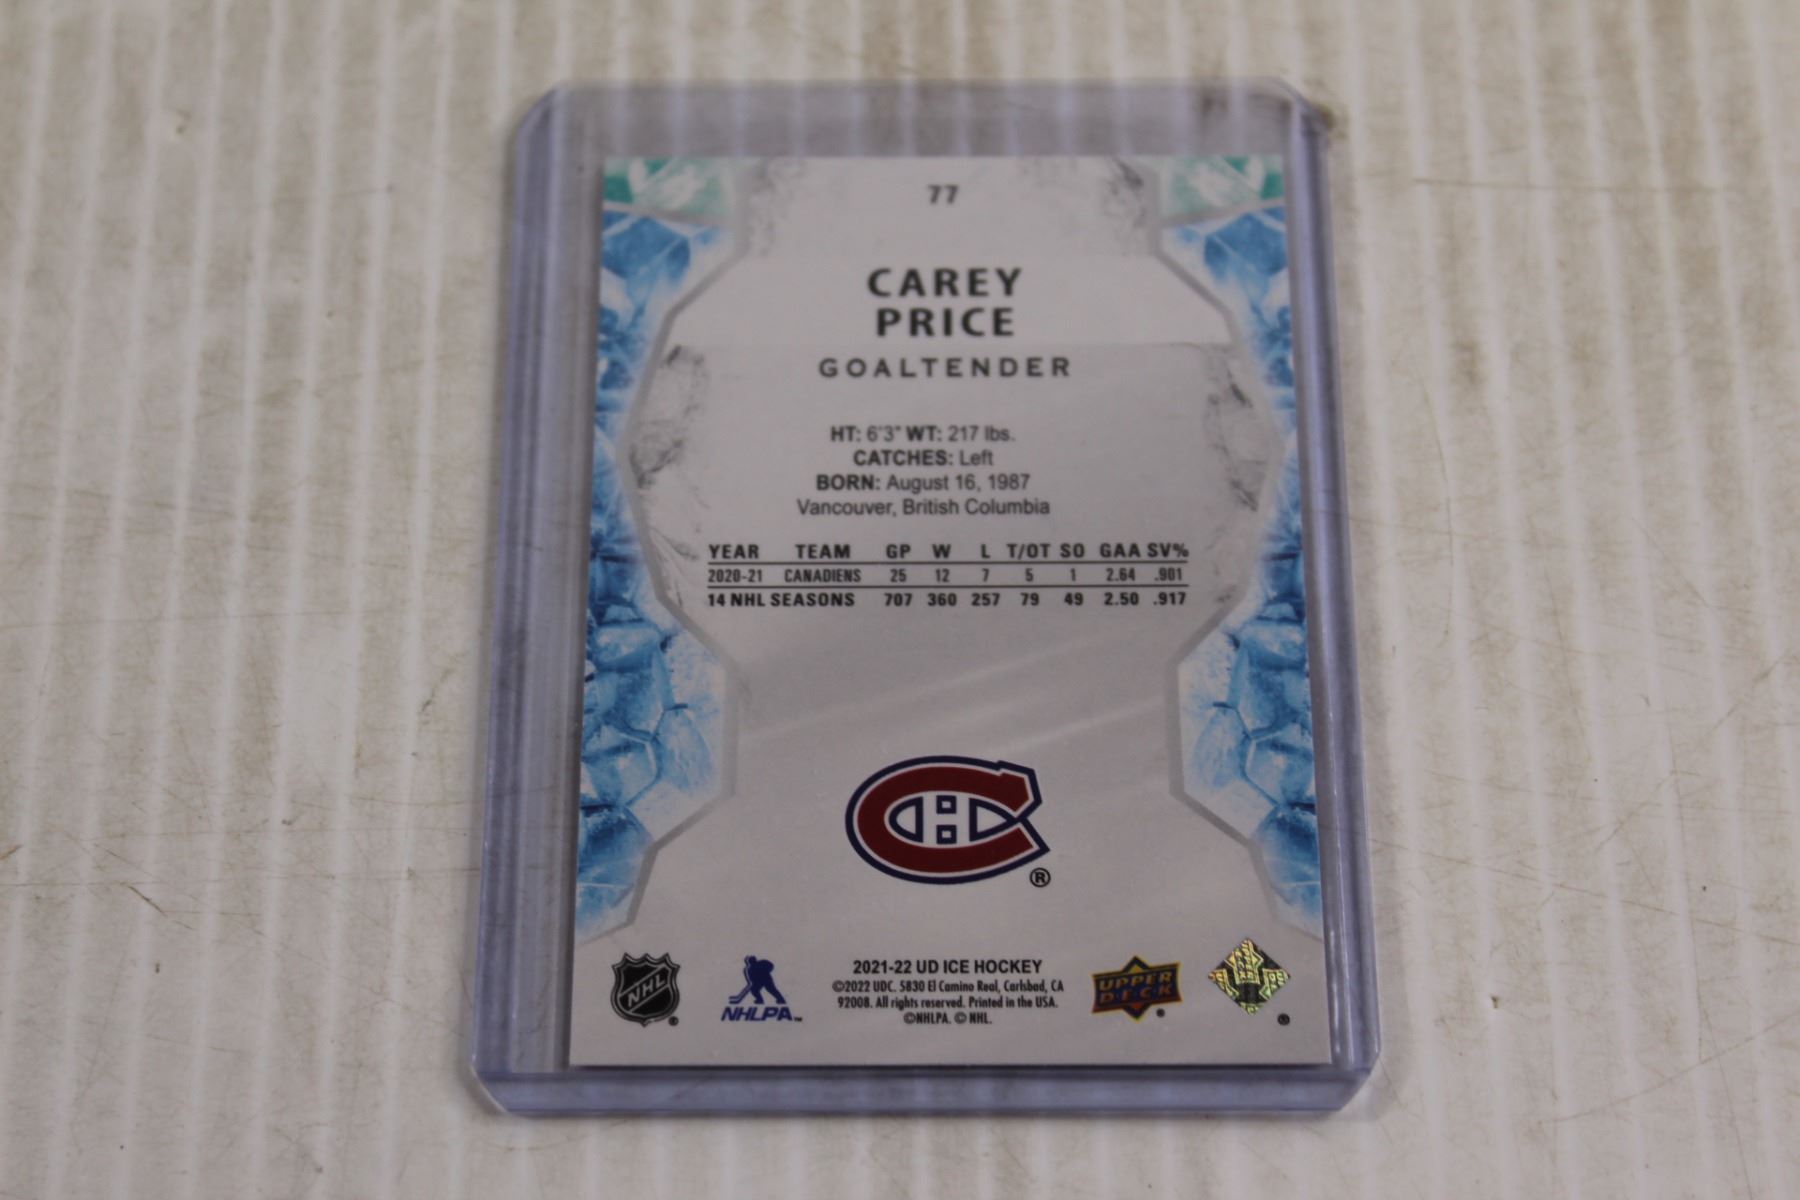 77
CAREY
PRICE
GOALTENDER
HT: 6'3" WT: 217 lbs.
CATCHES: Left
BORN: August 16, 1987
Vancouver, British Columbia
YEAR TEAM GP W L T/OT SO GAA SV%
2020-21 CANADIENS 25 12 7 5 1 2.64 .901
14 NHL SEASONS 707 360 257 79 49 2.50 .917
CH ®
2021-22 UD ICE HOCKEY
©2022 UDC. 5830 El Camino Real, Carlsbad, CA
92008. All rights reserved. Printed in the USA.
©NHLPA. © NHL.
NHL ®
NHLPA™
UPPER
DECK ®
®